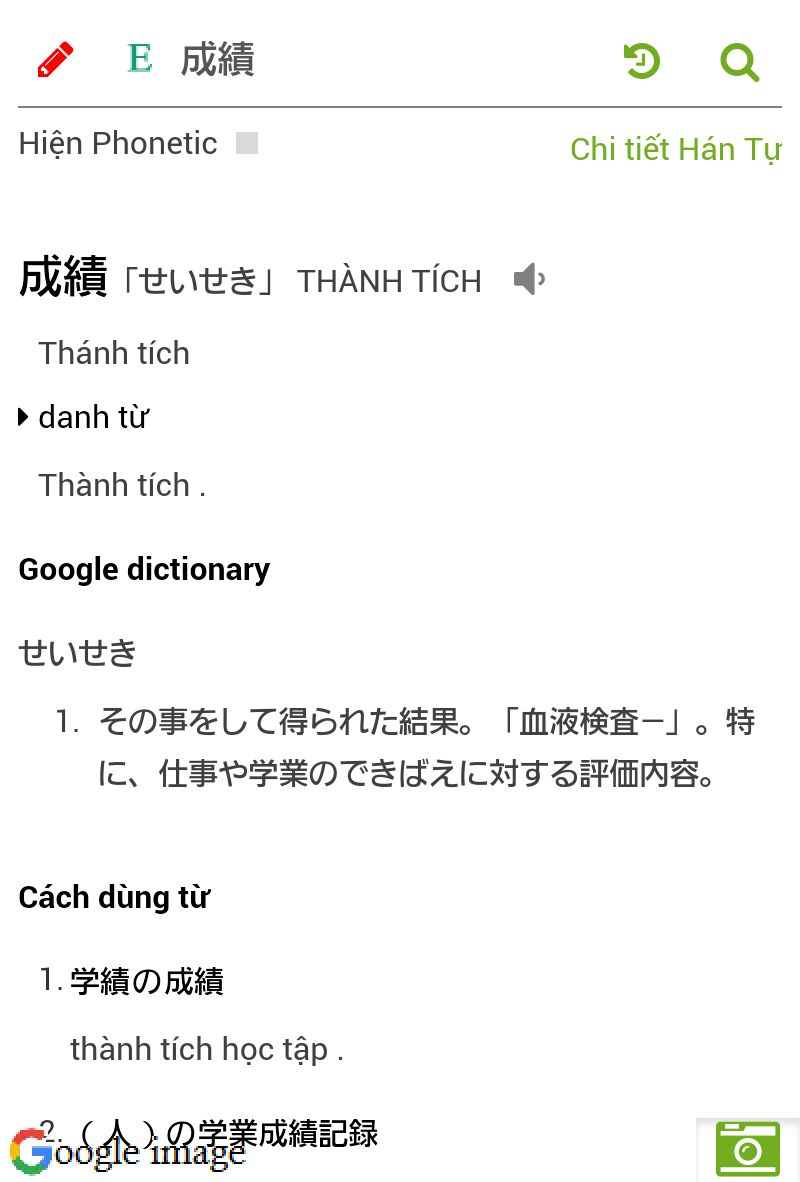 E 成績
Hiện Phonetic
Chi tiết Hán Tự
成績「せいせき」 THÀNH TÍCH
Thánh tích
danh từ
Thành tích .
Google dictionary
せいせき
1. その事をして得られた結果。「血液検査―」。特
に、仕事や学業のできばえに対する評価内容。
Cách dùng từ
1. 学績の成績
thành tích học tập .
2. （人）の学業成績記録
Google image